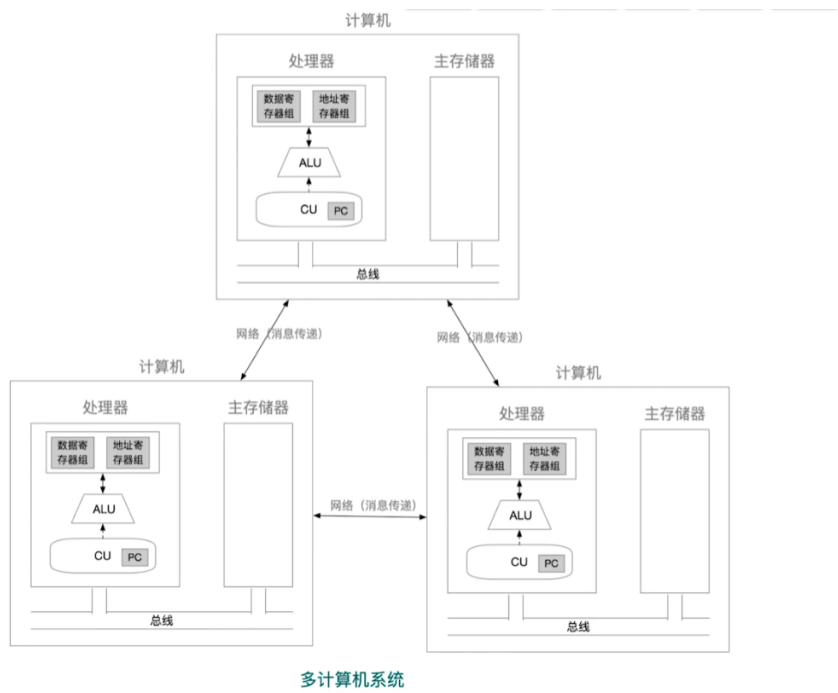 计算机
处理器
主存储器
数据寄
存器组
地址寄
存器组
ALU
CU
PC
总线
网络（消息传递）
网络（消息传递）
计算机
处理器
主存储器
数据寄
存器组
地址寄
存器组
ALU
CU
PC
总线
网络（消息传递）
计算机
处理器
主存储器
数据寄
存器组
地址寄
存器组
ALU
CU
PC
总线
多计算机系统